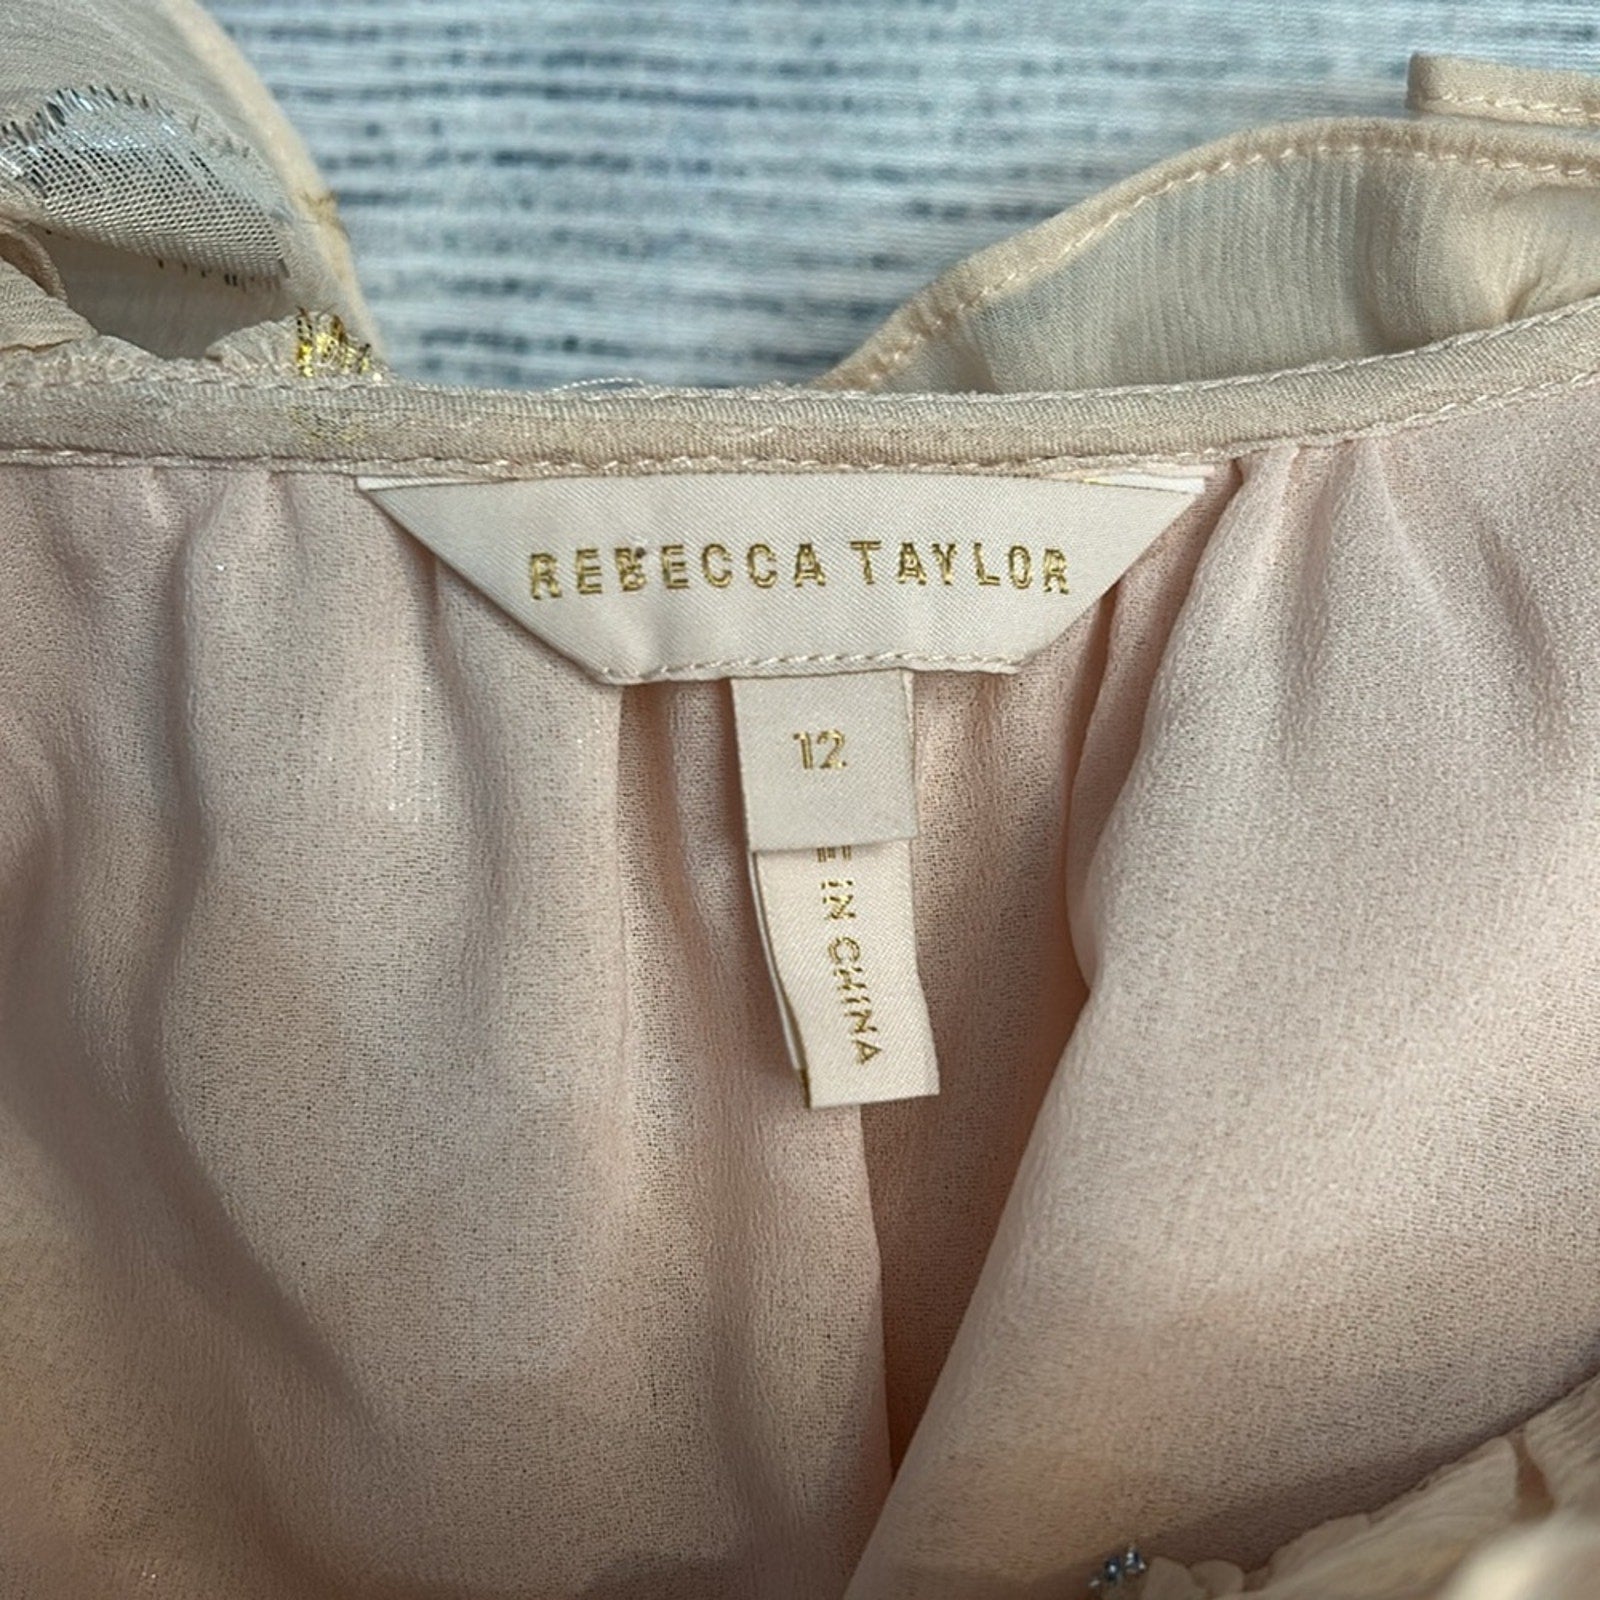 REBECCA TAYLOR
12
IN CHINA